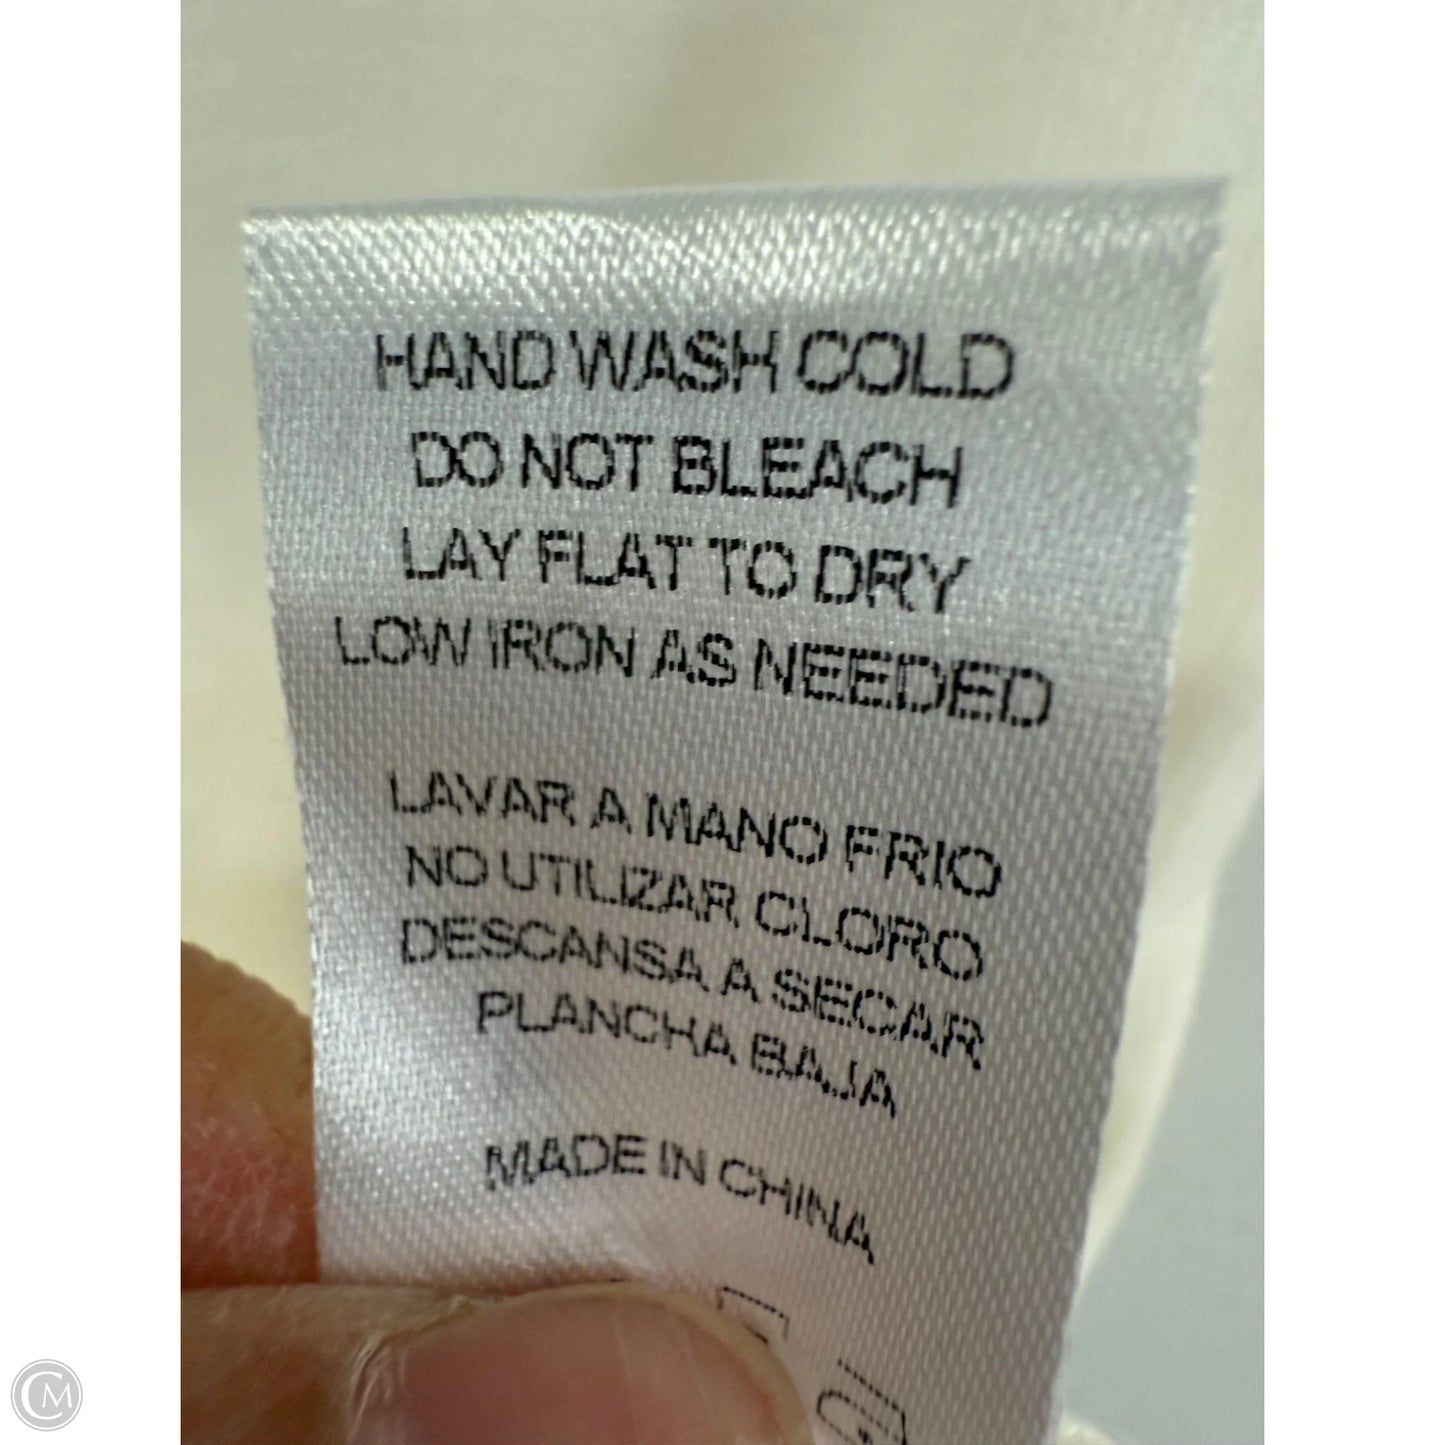 HAND WASH COLD
DO NOT BLEACH
LAY FLAT TO DRY
LOW IRON AS NEEDED
LAVAR A MANO FRIO
NO UTILIZAR CLORO
DESCANSA A SECAR
PLANCHA BAJA
MADE IN CHINA
CM